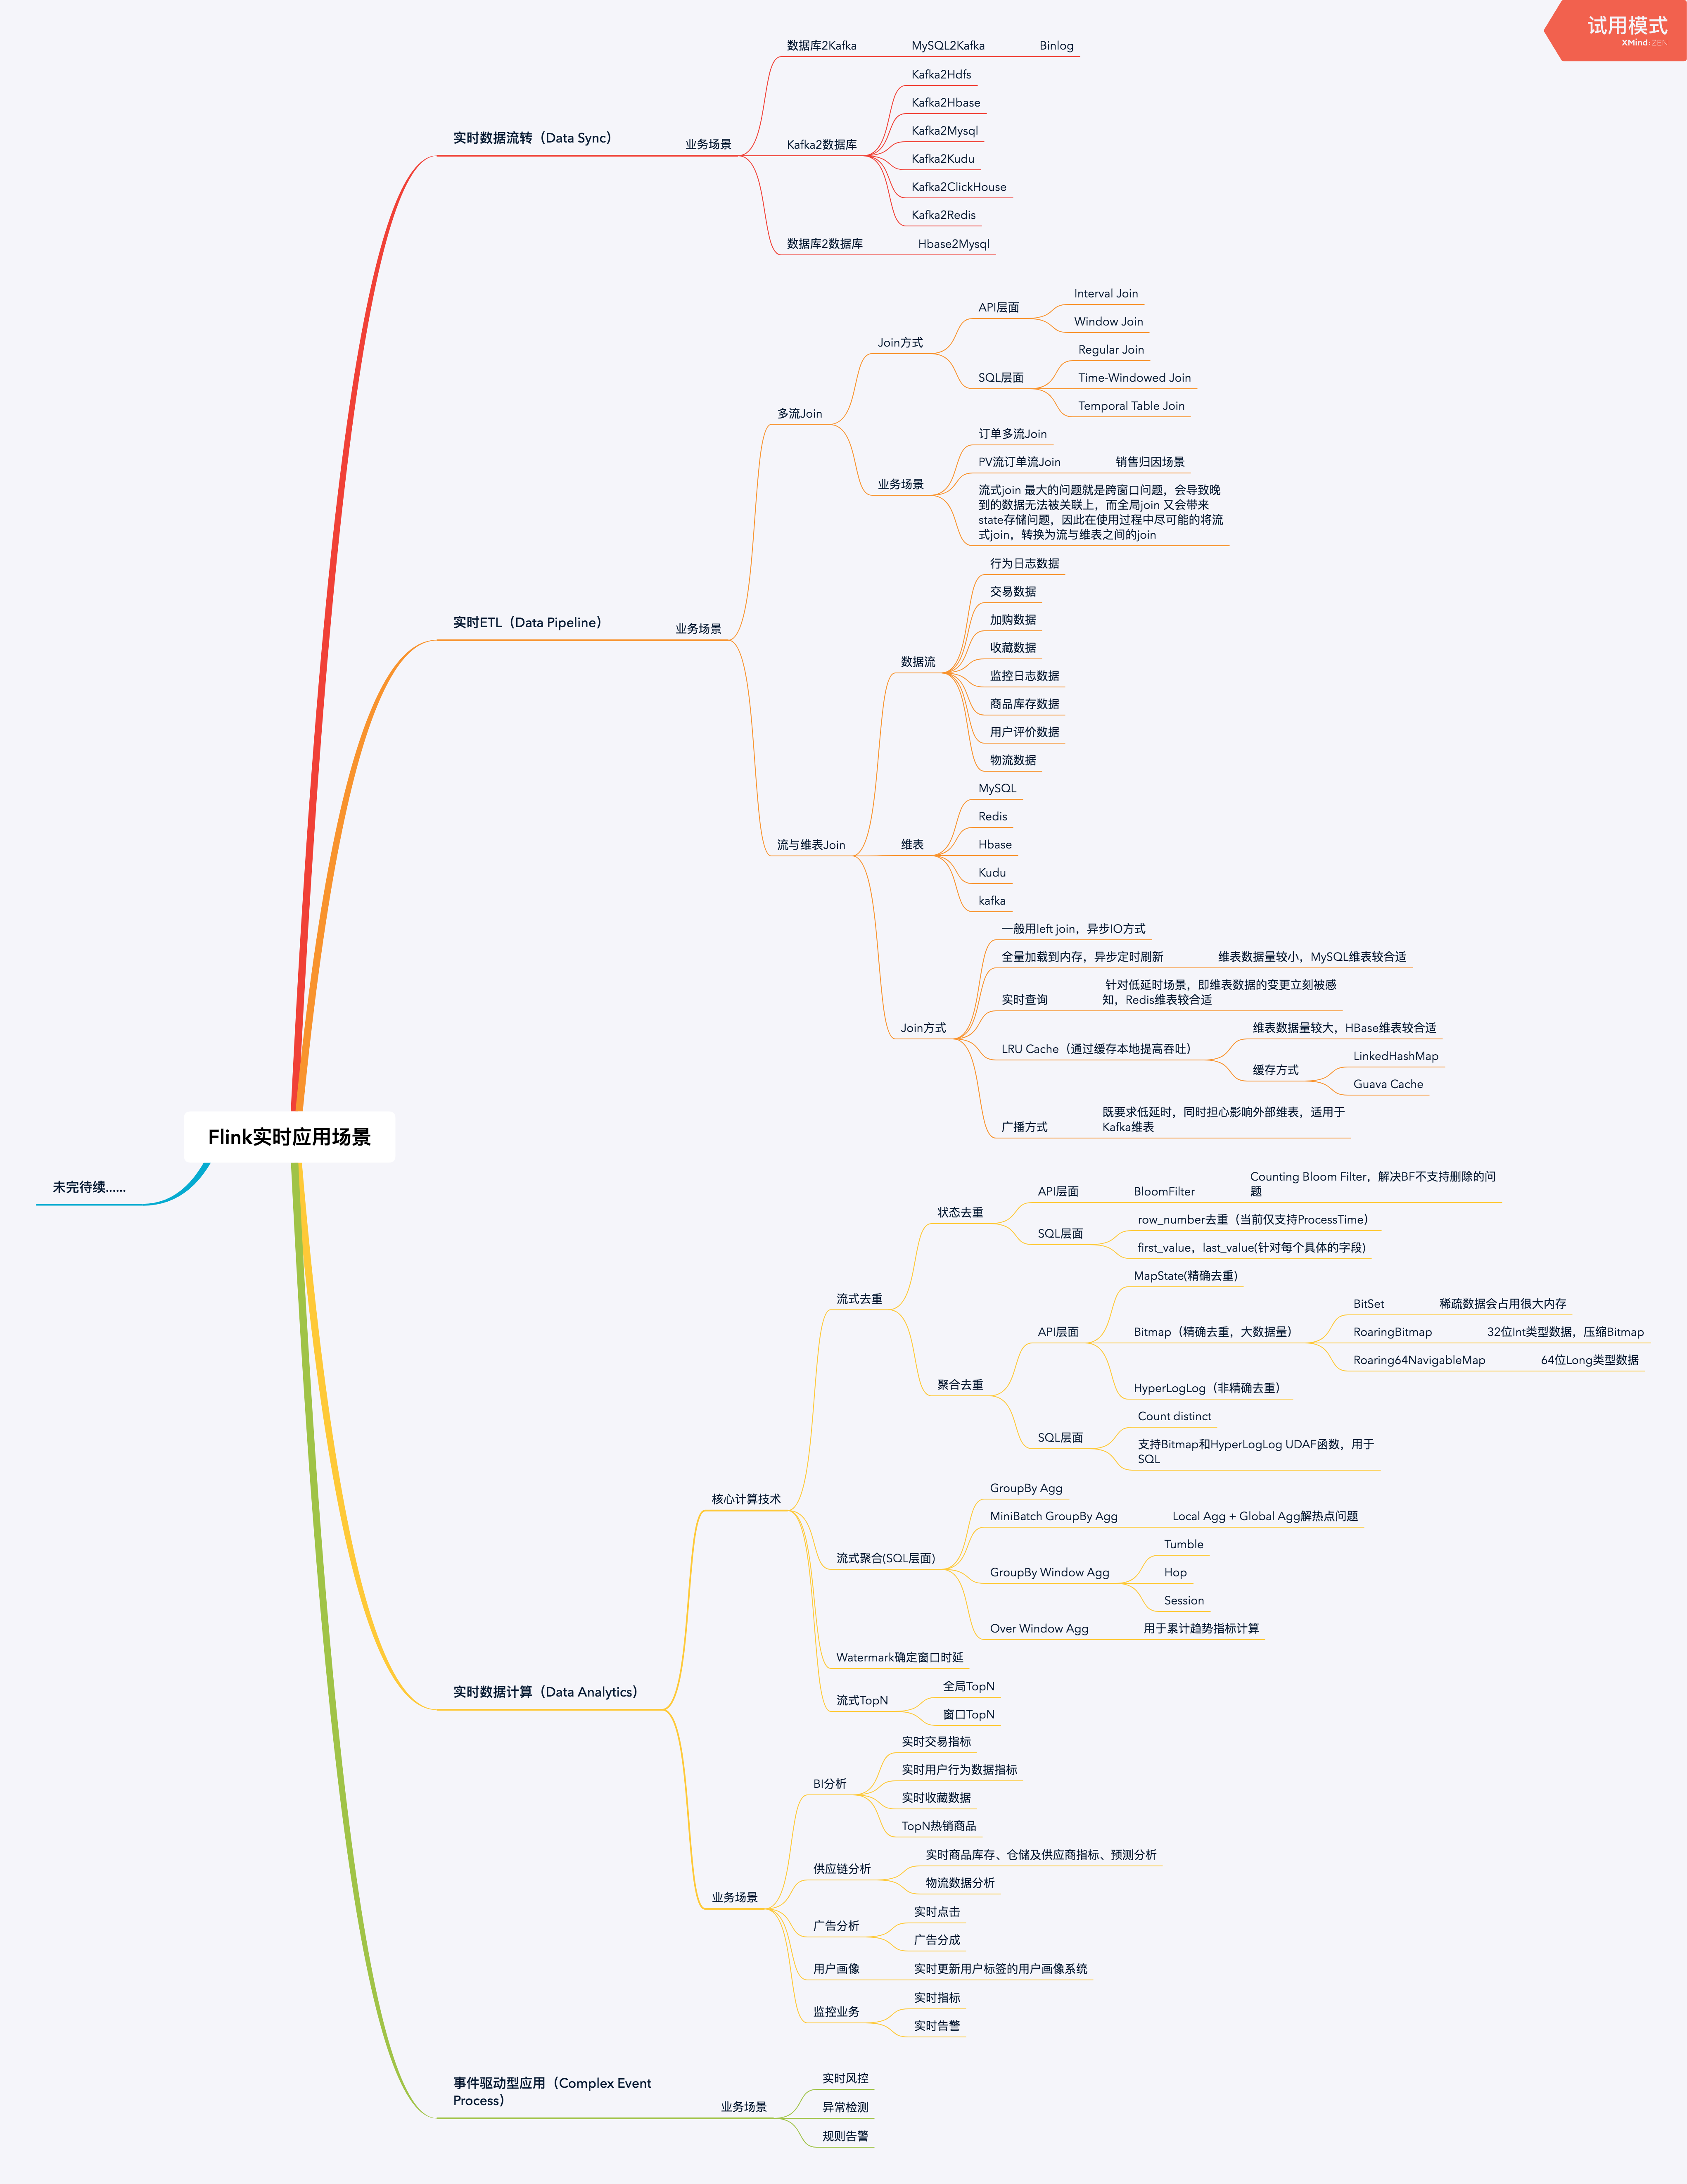 试用模式
XMind:ZEN
Flink实时应用场景
未完待续......
实时数据流转（Data Sync）
业务场景
数据库2Kafka
MySQL2Kafka
Binlog
Kafka2数据库
Kafka2Hdfs
Kafka2Hbase
Kafka2Mysql
Kafka2Kudu
Kafka2ClickHouse
Kafka2Redis
数据库2数据库
Hbase2Mysql
实时ETL（Data Pipeline）
业务场景
多流Join
Join方式
API层面
Interval Join
Window Join
SQL层面
Regular Join
Time-Windowed Join
Temporal Table Join
业务场景
订单多流Join
PV流订单流Join
销售归因场景
流式join 最大的问题就是跨窗口问题，会导致晚
到的数据无法被关联上，而全局join 又会带来
state存储问题，因此在使用过程中尽可能的将流
式join，转换为流与维表之间的join
流与维表Join
数据流
行为日志数据
交易数据
加购数据
收藏数据
监控日志数据
商品库存数据
用户评价数据
物流数据
维表
MySQL
Redis
Hbase
Kudu
kafka
Join方式
一般用left join，异步IO方式
全量加载到内存，异步定时刷新
维表数据量较小，MySQL维表较合适
实时查询
针对低延时场景，即维表数据的变更立刻被感
知，Redis维表较合适
LRU Cache（通过缓存本地提高吞吐）
维表数据量较大，HBase维表较合适
缓存方式
LinkedHashMap
Guava Cache
广播方式
既要求低延时，同时担心影响外部维表，适用于
Kafka维表
实时数据计算（Data Analytics）
核心计算技术
流式去重
状态去重
API层面
BloomFilter
Counting Bloom Filter，解决BF不支持删除的问
题
SQL层面
row_number去重（当前仅支持ProcessTime）
first_value，last_value(针对每个具体的字段)
聚合去重
API层面
MapState(精确去重)
Bitmap（精确去重，大数据量）
BitSet
稀疏数据会占用很大内存
RoaringBitmap
32位Int类型数据，压缩Bitmap
Roaring64NavigableMap
64位Long类型数据
HyperLogLog（非精确去重）
SQL层面
Count distinct
支持Bitmap和HyperLogLog UDAF函数，用于
SQL
流式聚合(SQL层面)
GroupBy Agg
MiniBatch GroupBy Agg
Local Agg + Global Agg解热点问题
GroupBy Window Agg
Tumble
Hop
Session
Over Window Agg
用于累计趋势指标计算
Watermark确定窗口时延
流式TopN
全局TopN
窗口TopN
业务场景
BI分析
实时交易指标
实时用户行为数据指标
实时收藏数据
TopN热销商品
供应链分析
实时商品库存、仓储及供应商指标、预测分析
物流数据分析
广告分析
实时点击
广告分成
用户画像
实时更新用户标签的用户画像系统
监控业务
实时指标
实时告警
事件驱动型应用（Complex Event
Process）
业务场景
实时风控
异常检测
规则告警